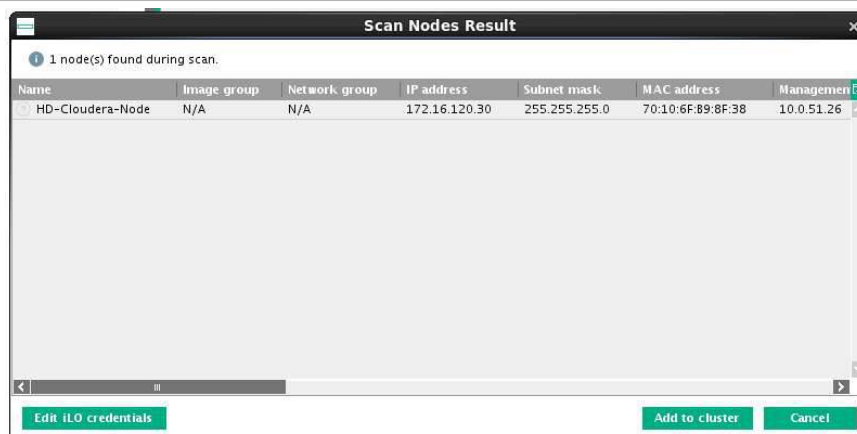 Scan Nodes Result
1 node(s) found during scan.
Name Image group Network group IP address Subnet mask MAC address Managemen
HD-Cloudera-Node N/A N/A 172.16.120.30 255.255.255.0 70:10:6F:B9:8F:38 10.0.51.26
Edit iLO credentials Add to cluster Cancel